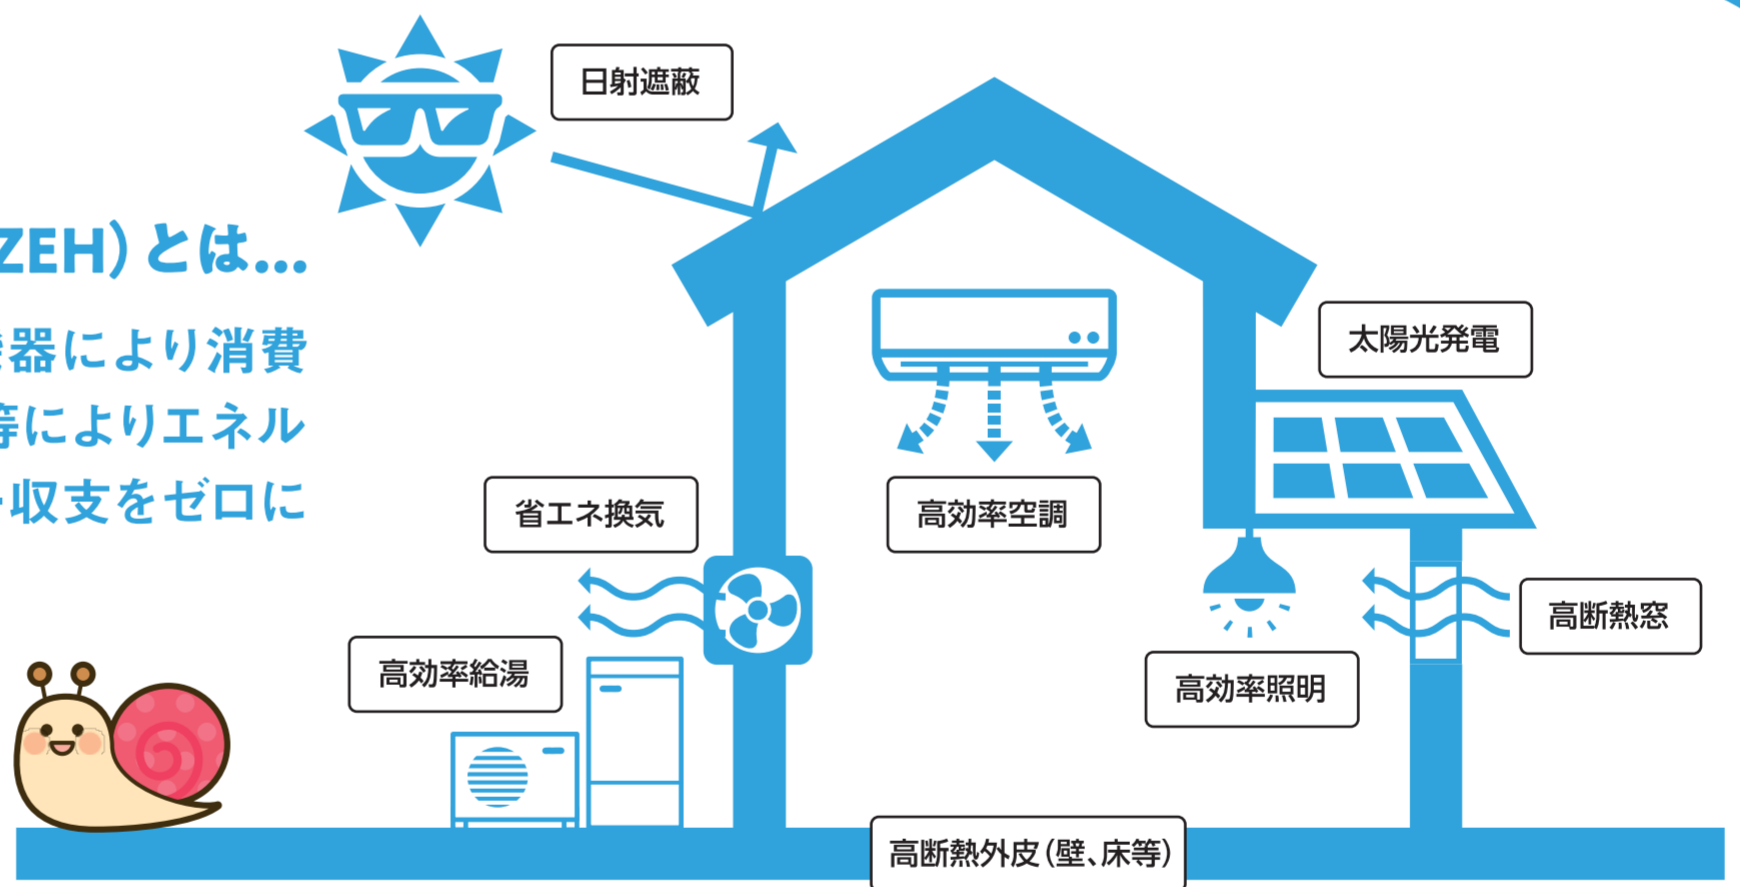 日射遮蔽
ZEH)とは...
器により消費
等によりエネル
収支をゼロに
太陽光発電
省エネ換気
高効率空調
高断熱窓
高効率給湯
高効率照明
高断熱外皮(壁、床等)